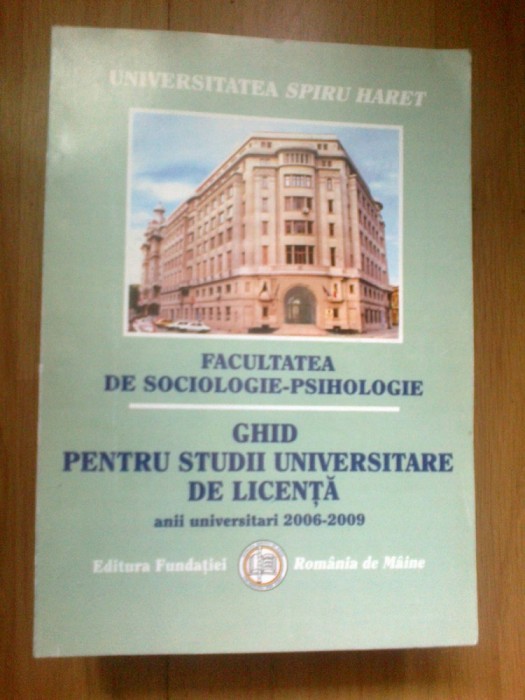 UNIVERSITATEA SPIRU HARET
FACULTATEA
DE SOCIOLOGIE-PSIHOLOGIE
GHID
PENTRU STUDII UNIVERSITARE
DE LICENȚĂ
anii universitari 2006-2009
Editura Fundației România de Mâine